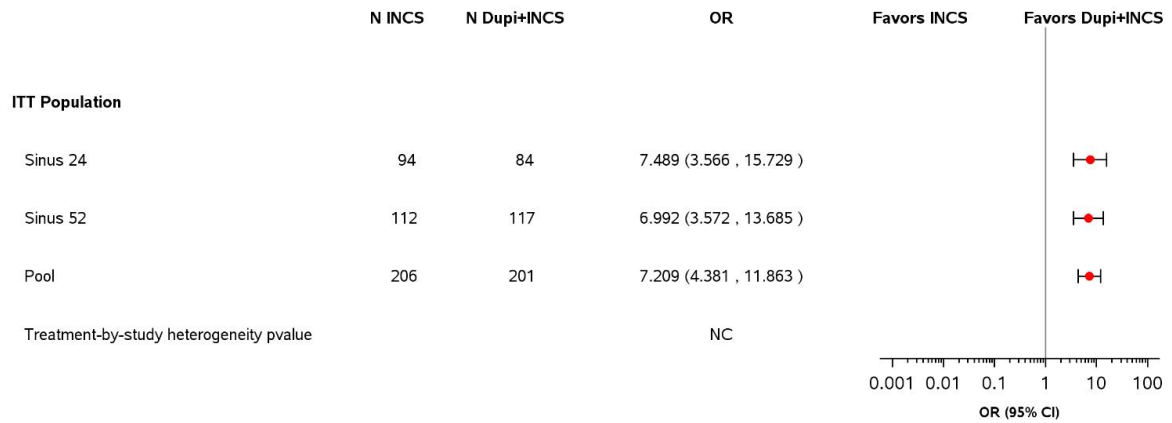 N INCS N Dupi+INCS OR Favors INCS Favors Dupi+INCS
ITT Population
Sinus 24 94 84 7.489 (3.566 , 15.729 )
Sinus 52 112 117 6.992 (3.572 , 13.685 )
Pool 206 201 7.209 (4.381 , 11.863 )
Treatment-by-study heterogeneity pvalue NC
0.001 0.01 0.1 1 10 100
OR (95% CI)